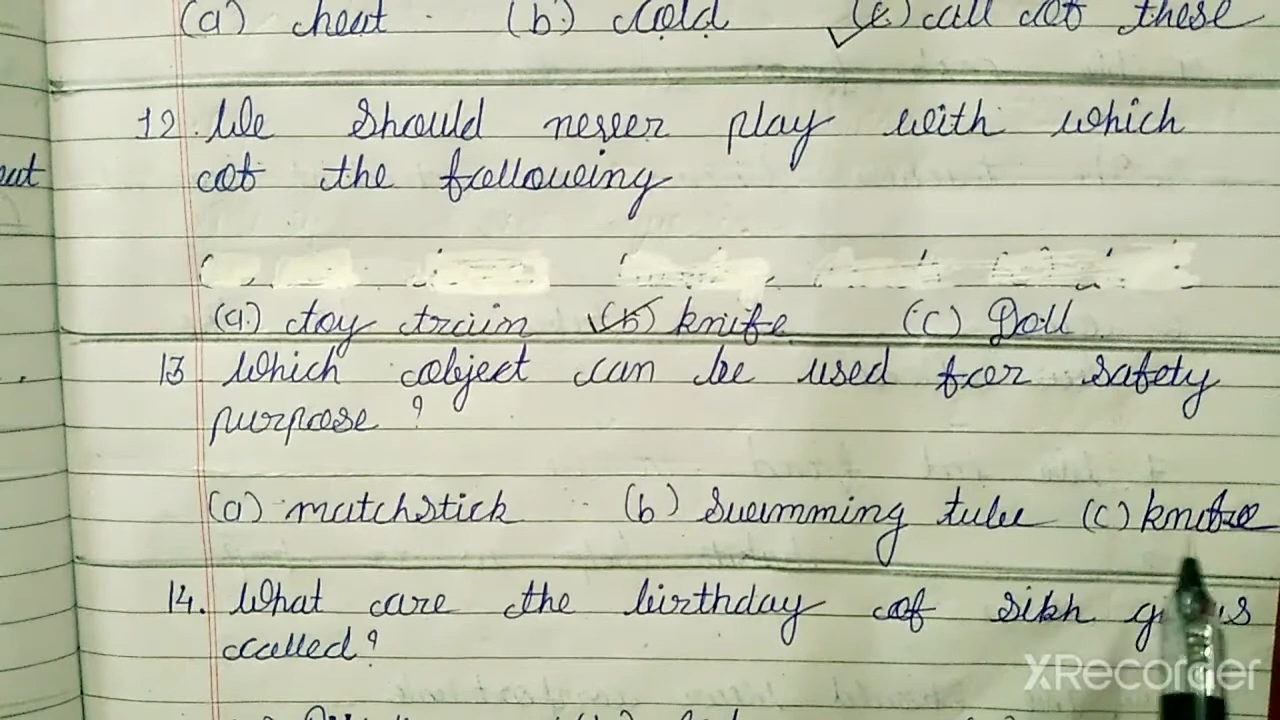 (a) heat (b) cold (c) all of these
12. We should never play with which
of the following
(a) toy train (b) knife (c) Doll
13 Which object can be used for safety
purpose?
(a) matchstick (b) swimming tube (c) knife
14. What are the birthday of sikh
called?
XRecorder